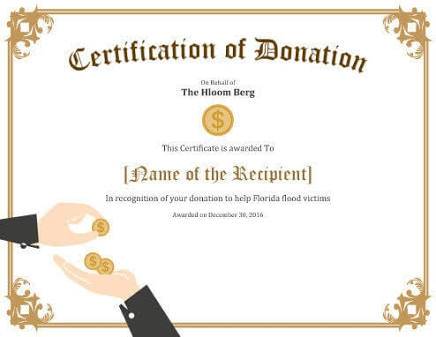 Certification of Donation
On Behalf of
The Hloom Berg
$
This Certificate is awarded To
[Name of the Recipient]
In recognition of your donation to help Florida flood victims
Awarded on December 30, 2016
$
$ $